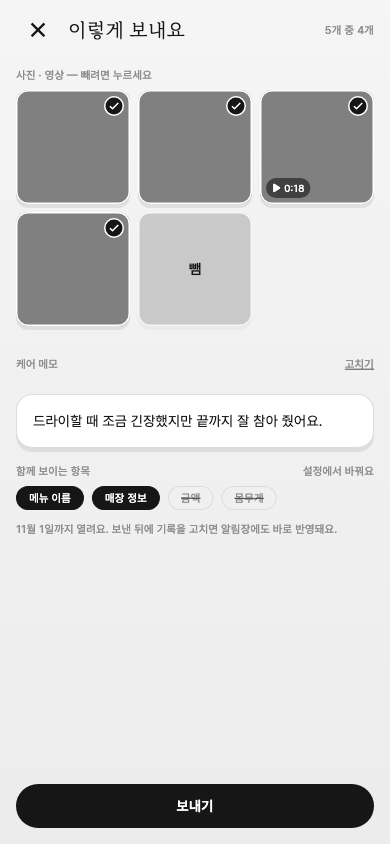 이렇게 보내요
5개 중 4개
사진 · 영상 — 빼려면 누르세요
0:18
뺌
케어 메모
고치기
드라이할 때 조금 긴장했지만 끝까지 잘 참아 줬어요.
함께 보이는 항목
설정에서 바꿔요
메뉴 이름
매장 정보
금액
몸무게
11월 1일까지 열려요. 보낸 뒤에 기록을 고치면 알림장에도 바로 반영돼요.
보내기